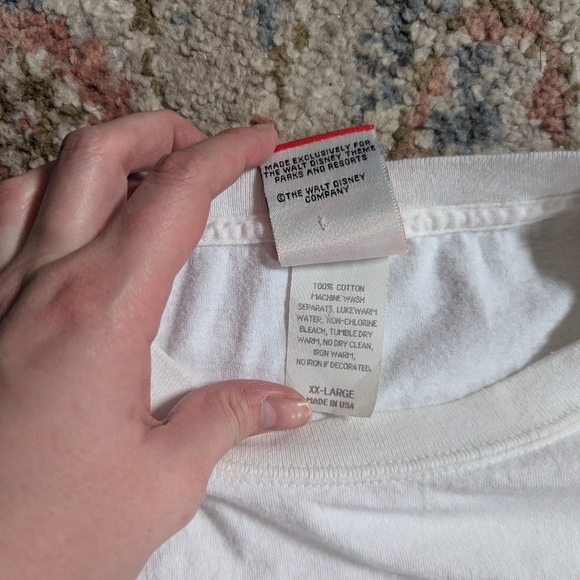 MADE EXCLUSIVELY FOR
THE WALT DISNEY THEME
PARKS AND RESORTS
©THE WALT DISNEY
COMPANY
100% COTTON
MACHINE WASH
SEPARATE, LUKEWARM
WATER, NON-CHLORINE
BLEACH, TUMBLE DRY
WARM, NO DRY CLEAN,
IRON WARM,
NO IRON IF DECORATED.
XX-LARGE
MADE IN USA